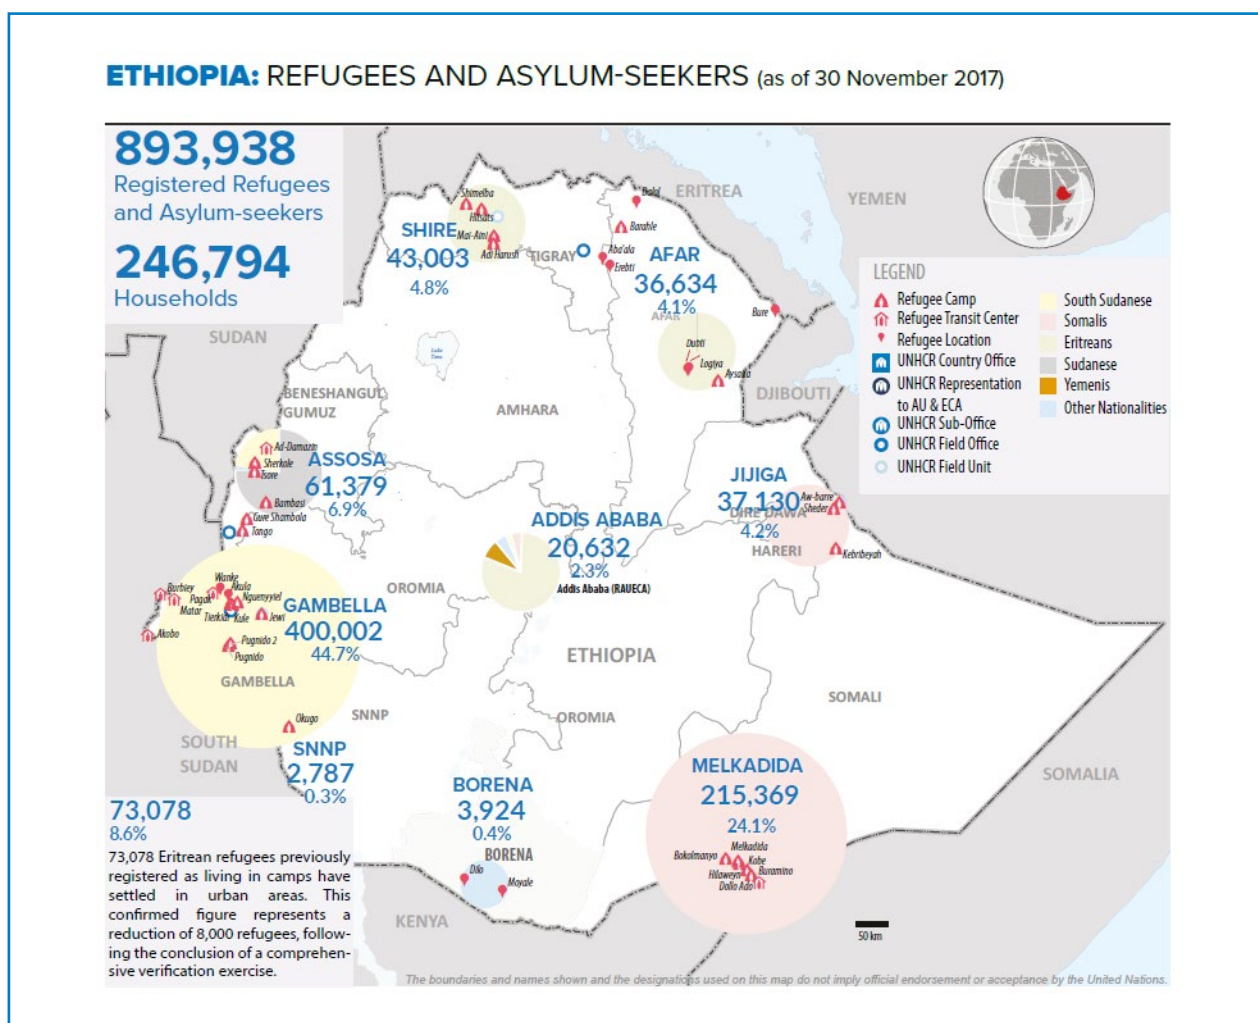 ETHIOPIA: REFUGEES AND ASYLUM-SEEKERS (as of 30 November 2017)
893,938
Registered Refugees
and Asylum-seekers
246,794
Households
ERITREA
YEMEN
SUDAN
DJIBOUTI
SOMALIA
KENYA
SOUTH
SUDAN
LEGEND
Refugee Camp
Refugee Transit Center
Refugee Location
UNHCR Country Office
UNHCR Representation
to AU & ECA
UNHCR Sub-Office
UNHCR Field Office
UNHCR Field Unit
South Sudanese
Somalis
Eritreans
Sudanese
Yemenis
Other Nationalities
Shimelba
Hitsats
SHIRE
Mai-Aini
43,003
Adi Harush
4.8%
TIGRAY
Dalol
Barahle
Aba'ala
Erebti
AFAR
36,634
4.1%
AFAR
Bure
Dubti
Logiya
Aysaita
Lake
Tana
BENESHANGUL
GUMUZ
AMHARA
Ad-Damazin
Sherkole
Tsore
ASSOSA
61,379
6.9%
Bambasi
Gure Shambola
Tongo
JIJIGA
37,130
Aw-barre
Sheder
DIRE DAWA
4.2%
HARERI
Kebribeyah
ADDIS ABABA
20,632
2.3%
Addis Ababa (RAUECA)
OROMIA
Wanke
Burbiey
Akula
Pagak
Nguenyyiel
Matar
Tierkidi
Kule
Jewi
Akobo
GAMBELLA
400,002
44.7%
Pugnido 2
Pugnido
GAMBELLA
Okugo
ETHIOPIA
SOMALI
SNNP
OROMIA
SNNP
2,787
0.3%
BORENA
3,924
0.4%
BORENA
Dilo
Moyale
MELKADIDA
215,369
24.1%
Melkadida
Bokolmanyo
Kobe
Hilaweyn
Buramino
Dollo Ado
50 km
73,078
8.6%
73,078 Eritrean refugees previously
registered as living in camps have
settled in urban areas. This
confirmed figure represents a
reduction of 8,000 refugees, follow-
ing the conclusion of a comprehen-
sive verification exercise.
The boundaries and names shown and the designations used on this map do not imply official endorsement or acceptance by the United Nations.